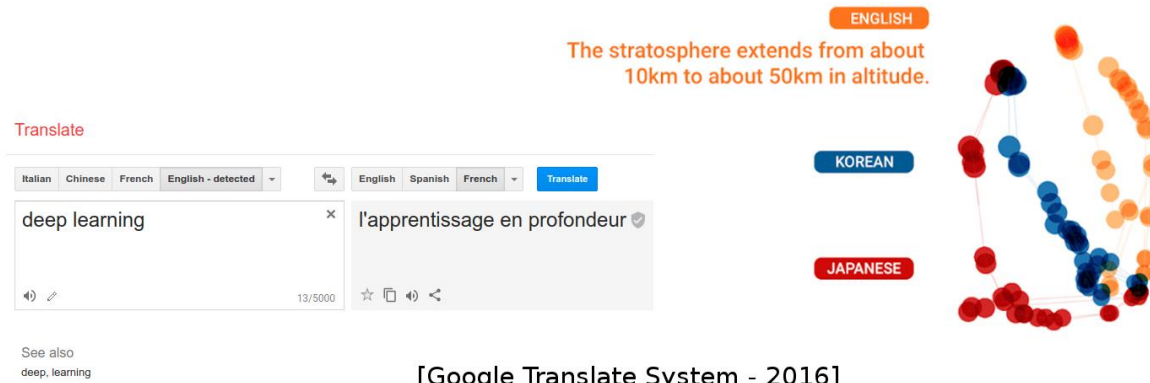 ENGLISH
The stratosphere extends from about
10km to about 50km in altitude.
Translate
Italian Chinese French English - detected
English Spanish French Translate
deep learning
l'apprentissage en profondeur
KOREAN
JAPANESE
13/5000
See also
deep, learning
[Google Translate System - 2016]